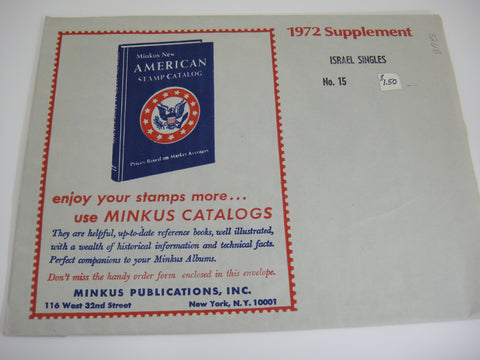 1972 Supplement
ISRAEL SINGLES
No. 15
$1.50
Minkus New
AMERICAN
STAMP CATALOG
Prices Based on Market Averages
enjoy your stamps more...
use MINKUS CATALOGS
They are helpful, up-to-date reference books, well illustrated,
with a wealth of historical information and technical facts.
Perfect companions to your Minkus Albums.
Don't miss the handy order form enclosed in this envelope.
MINKUS PUBLICATIONS, INC.
116 West 32nd Street New York, N.Y. 10001